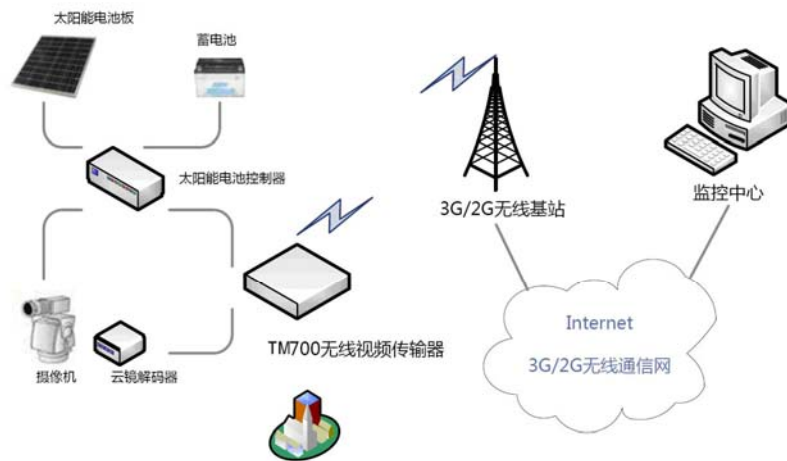 太阳能电池板
蓄电池
太阳能电池控制器
3G/2G无线基站
监控中心
摄像机
云镜解码器
TM700无线视频传输器
Internet
3G/2G无线通信网